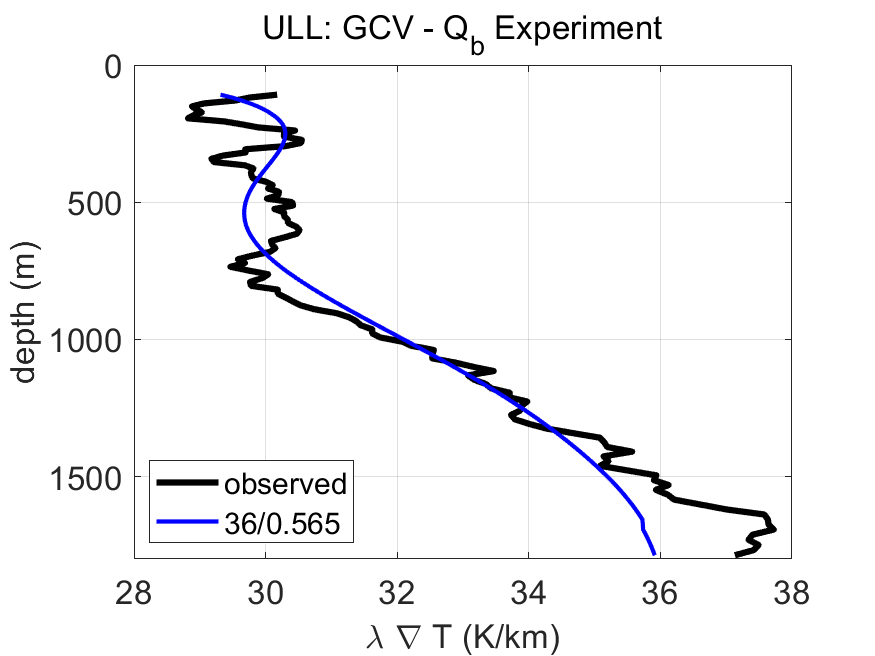 ULL: GCV - Q_b Experiment
0
500
1000
1500
depth (m)
observed
36/0.565
28 30 32 34 36 38
λ ∇ T (K/km)